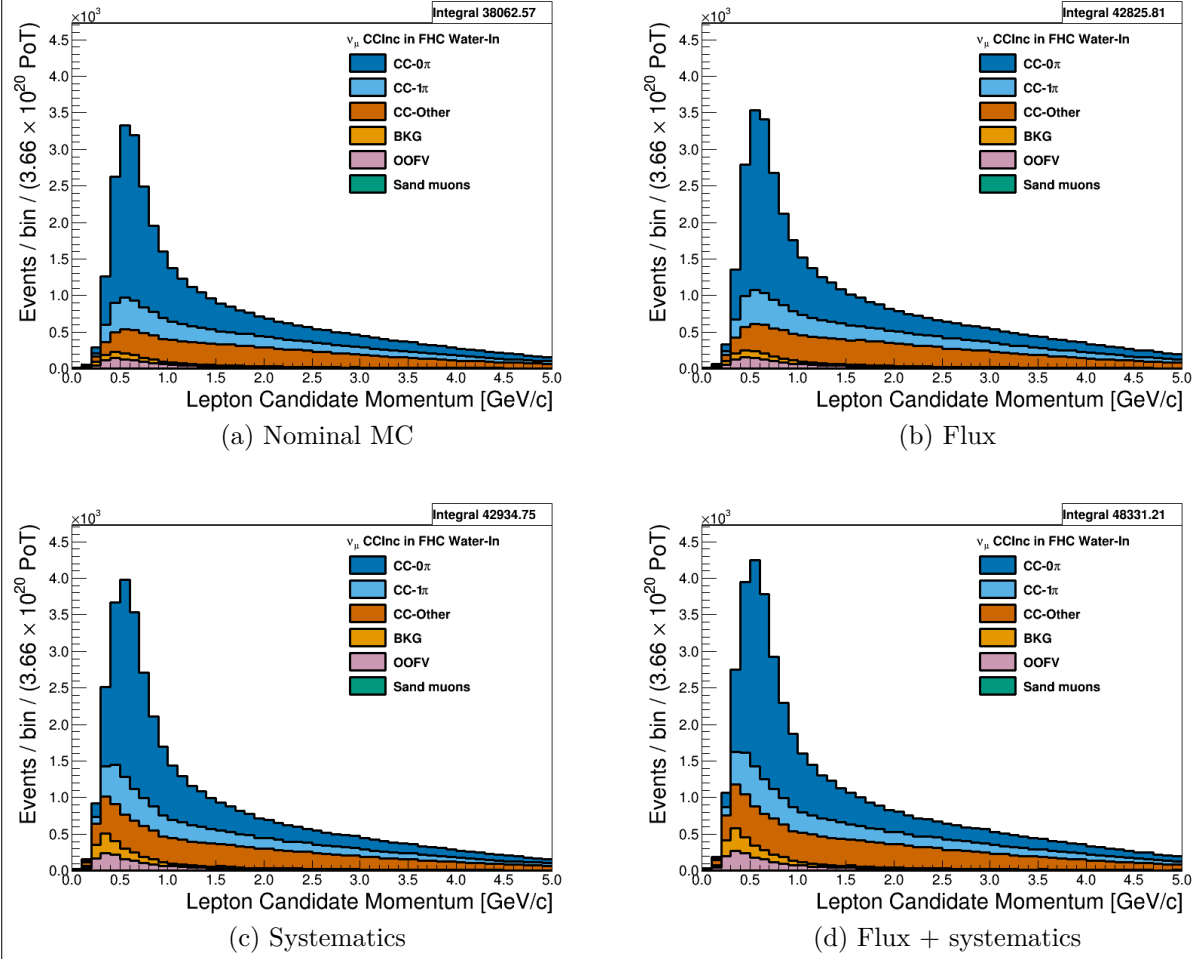 Integral 38062.57
×10³
νμ CCInc in FHC Water-In
CC-0π
CC-1π
CC-Other
BKG
OOFV
Sand muons
Events / bin / (3.66 × 10²⁰ PoT)
4.5
4.0
3.5
3.0
2.5
2.0
1.5
1.0
0.5
0.0
0.0 0.5 1.0 1.5 2.0 2.5 3.0 3.5 4.0 4.5 5.0
Lepton Candidate Momentum [GeV/c]
(a) Nominal MC
Integral 42825.81
×10³
νμ CCInc in FHC Water-In
CC-0π
CC-1π
CC-Other
BKG
OOFV
Sand muons
Events / bin / (3.66 × 10²⁰ PoT)
4.5
4.0
3.5
3.0
2.5
2.0
1.5
1.0
0.5
0.0
0.0 0.5 1.0 1.5 2.0 2.5 3.0 3.5 4.0 4.5 5.0
Lepton Candidate Momentum [GeV/c]
(b) Flux
Integral 42934.75
×10³
νμ CCInc in FHC Water-In
CC-0π
CC-1π
CC-Other
BKG
OOFV
Sand muons
Events / bin / (3.66 × 10²⁰ PoT)
4.5
4.0
3.5
3.0
2.5
2.0
1.5
1.0
0.5
0.0
0.0 0.5 1.0 1.5 2.0 2.5 3.0 3.5 4.0 4.5 5.0
Lepton Candidate Momentum [GeV/c]
(c) Systematics
Integral 48331.21
×10³
νμ CCInc in FHC Water-In
CC-0π
CC-1π
CC-Other
BKG
OOFV
Sand muons
Events / bin / (3.66 × 10²⁰ PoT)
4.5
4.0
3.5
3.0
2.5
2.0
1.5
1.0
0.5
0.0
0.0 0.5 1.0 1.5 2.0 2.5 3.0 3.5 4.0 4.5 5.0
Lepton Candidate Momentum [GeV/c]
(d) Flux + systematics